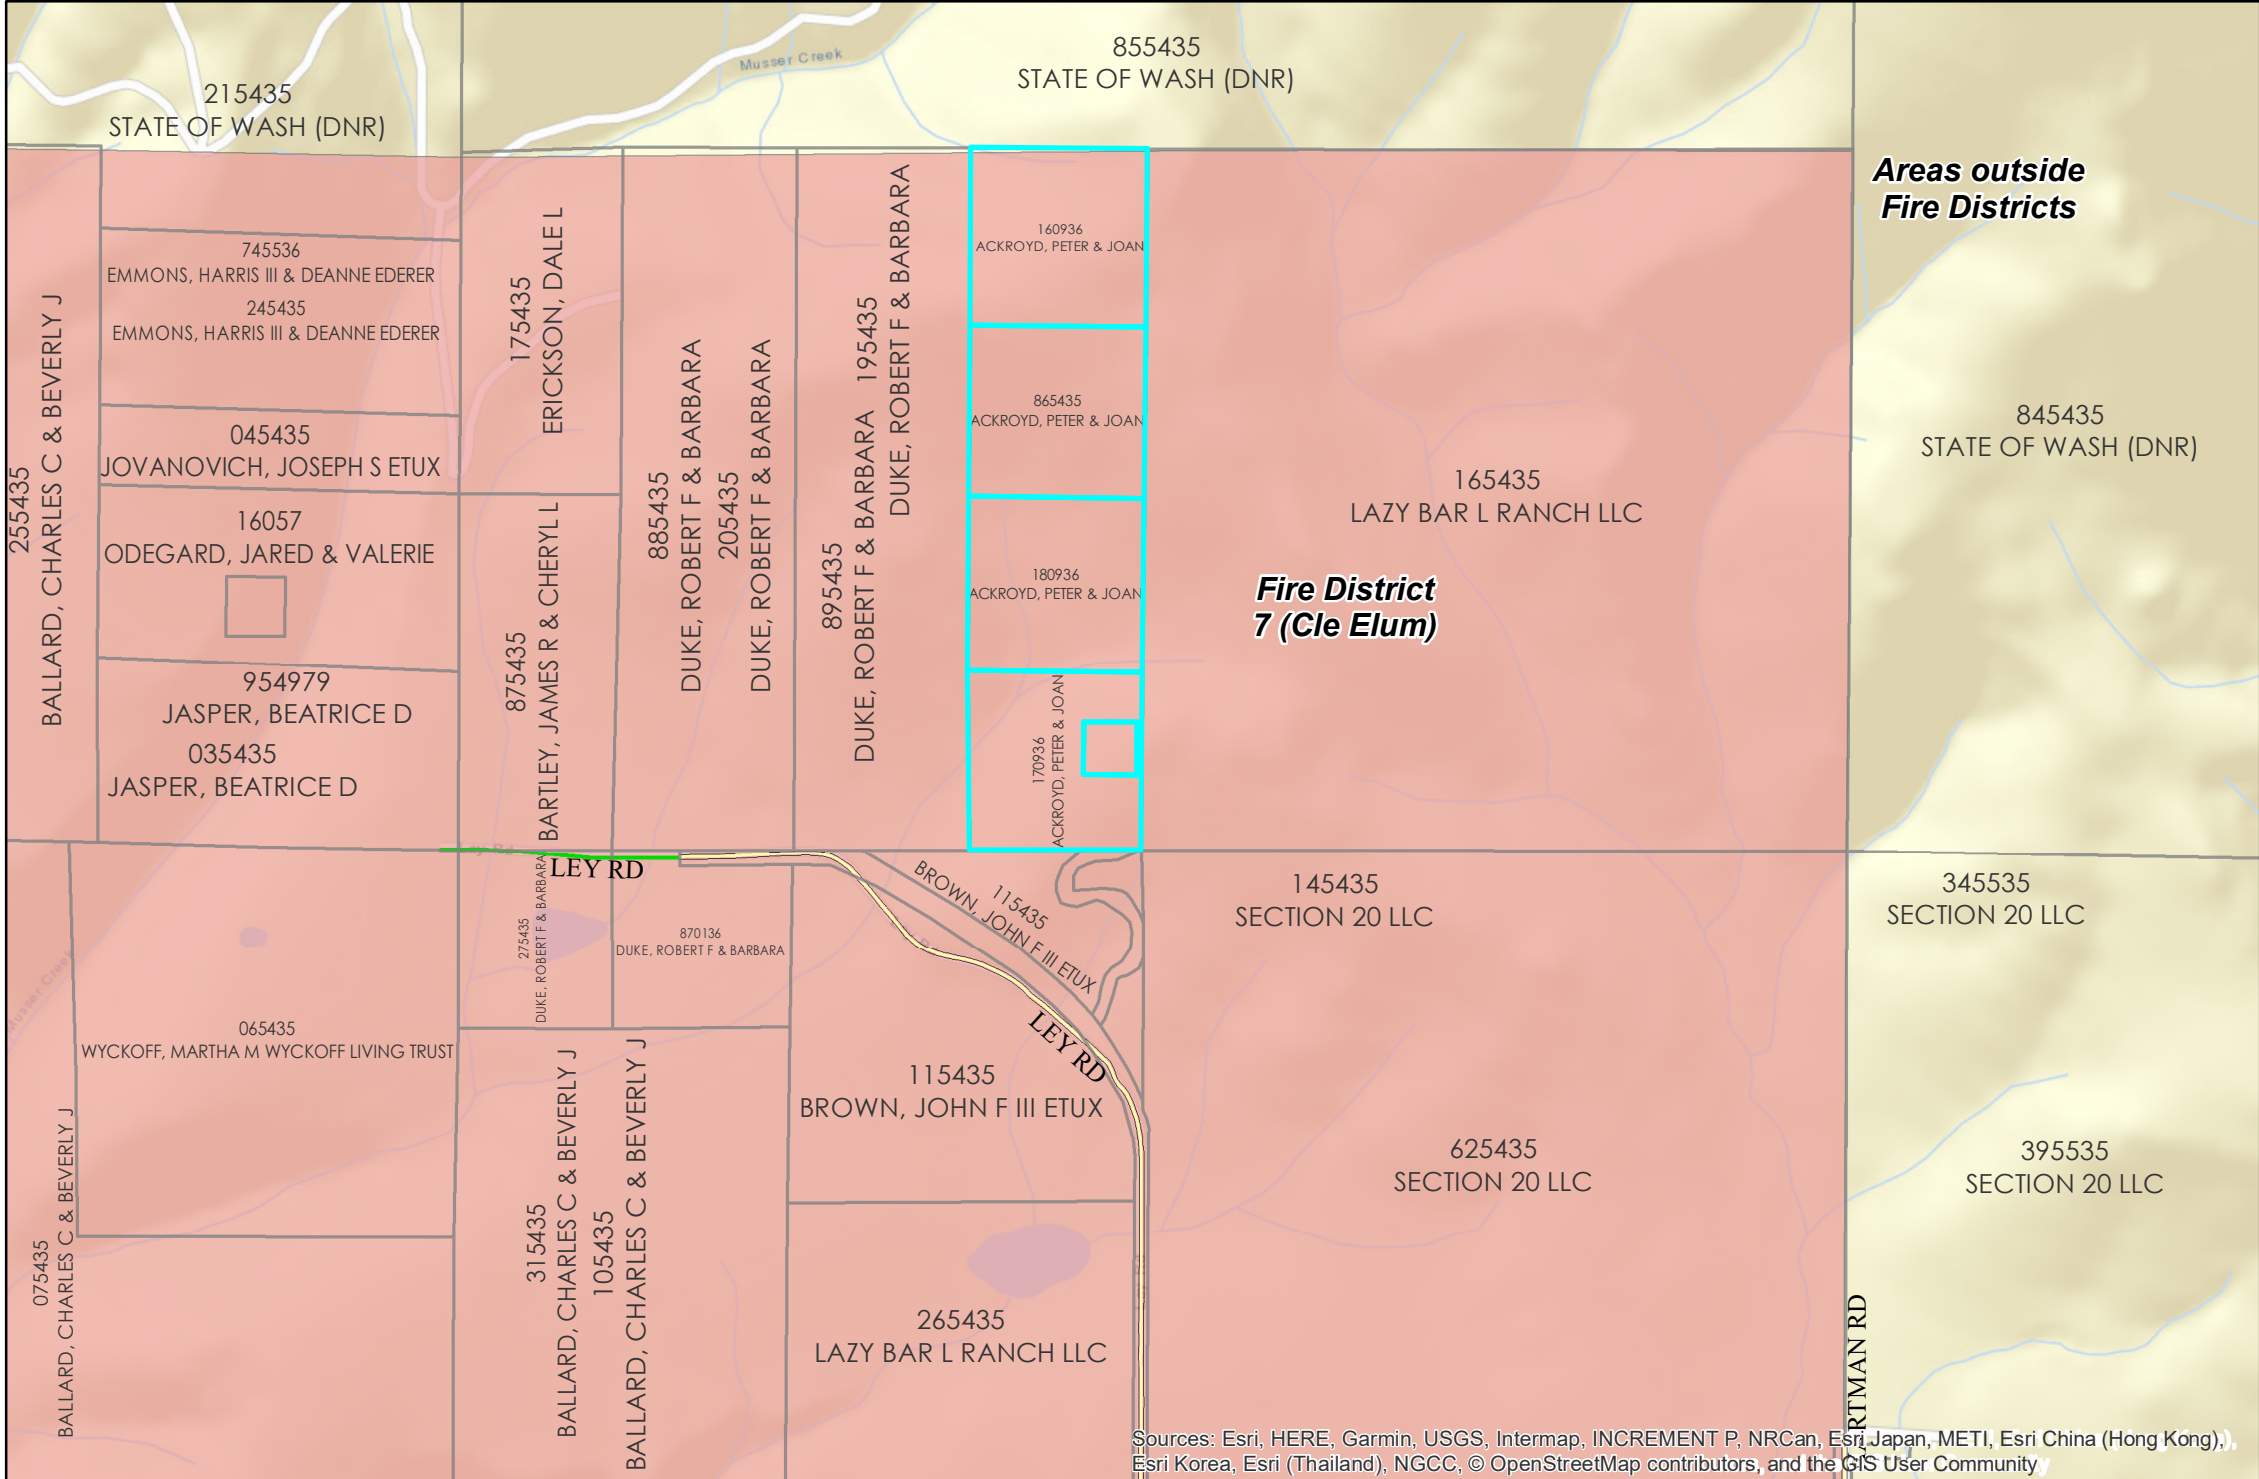 Musser Creek
855435
STATE OF WASH (DNR)
215435
STATE OF WASH (DNR)
Areas outside
Fire Districts
745536
EMMONS, HARRIS III & DEANNE EDERER
245435
EMMONS, HARRIS III & DEANNE EDERER
255435
BALLARD, CHARLES C & BEVERLY J
045435
JOVANOVICH, JOSEPH S ETUX
16057
ODEGARD, JARED & VALERIE
954979
JASPER, BEATRICE D
035435
JASPER, BEATRICE D
175435
ERICKSON, DALE L
875435
BARTLEY, JAMES R & CHERYL L
885435
DUKE, ROBERT F & BARBARA
205435
DUKE, ROBERT F & BARBARA
895435
DUKE, ROBERT F & BARBARA
195435
DUKE, ROBERT F & BARBARA
160936
ACKROYD, PETER & JOAN
865435
ACKROYD, PETER & JOAN
180936
ACKROYD, PETER & JOAN
170936
ACKROYD, PETER & JOAN
165435
LAZY BAR L RANCH LLC
Fire District
7 (Cle Elum)
845435
STATE OF WASH (DNR)
Ley Rd
LEY RD
275435
DUKE, ROBERT F & BARBARA
870136
DUKE, ROBERT F & BARBARA
115435
BROWN, JOHN F III ETUX
145435
SECTION 20 LLC
345535
SECTION 20 LLC
Musser Creek
065435
WYCKOFF, MARTHA M WYCKOFF LIVING TRUST
LEY RD
115435
BROWN, JOHN F III ETUX
625435
SECTION 20 LLC
395535
SECTION 20 LLC
075435
BALLARD, CHARLES C & BEVERLY J
315435
BALLARD, CHARLES C & BEVERLY J
105435
BALLARD, CHARLES C & BEVERLY J
265435
LAZY BAR L RANCH LLC
RTMAN RD
Sources: Esri, HERE, Garmin, USGS, Intermap, INCREMENT P, NRCan, Esri Japan, METI, Esri China (Hong Kong),
Esri Korea, Esri (Thailand), NGCC, © OpenStreetMap contributors, and the GIS User Community